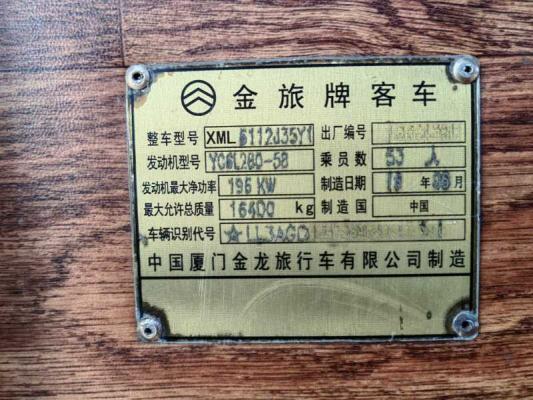 金旅牌客车
整车型号 XML6112J35Y1 出厂编号
发动机型号 YC6L280-58 乘员数 53 人
发动机最大净功率 196 KW 制造日期 年 月
最大允许总质量 16400 kg 制造国 中国
车辆识别代号 ☆LL3AGC
中国厦门金龙旅行车有限公司制造